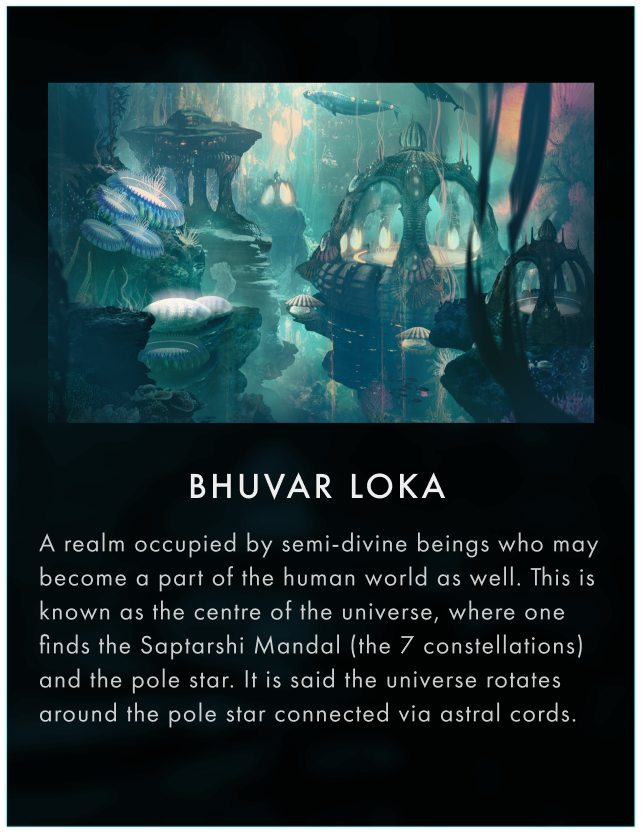 BHUVAR LOKA
A realm occupied by semi-divine beings who may
become a part of the human world as well. This is
known as the centre of the universe, where one
finds the Saptarshi Mandal (the 7 constellations)
and the pole star. It is said the universe rotates
around the pole star connected via astral cords.